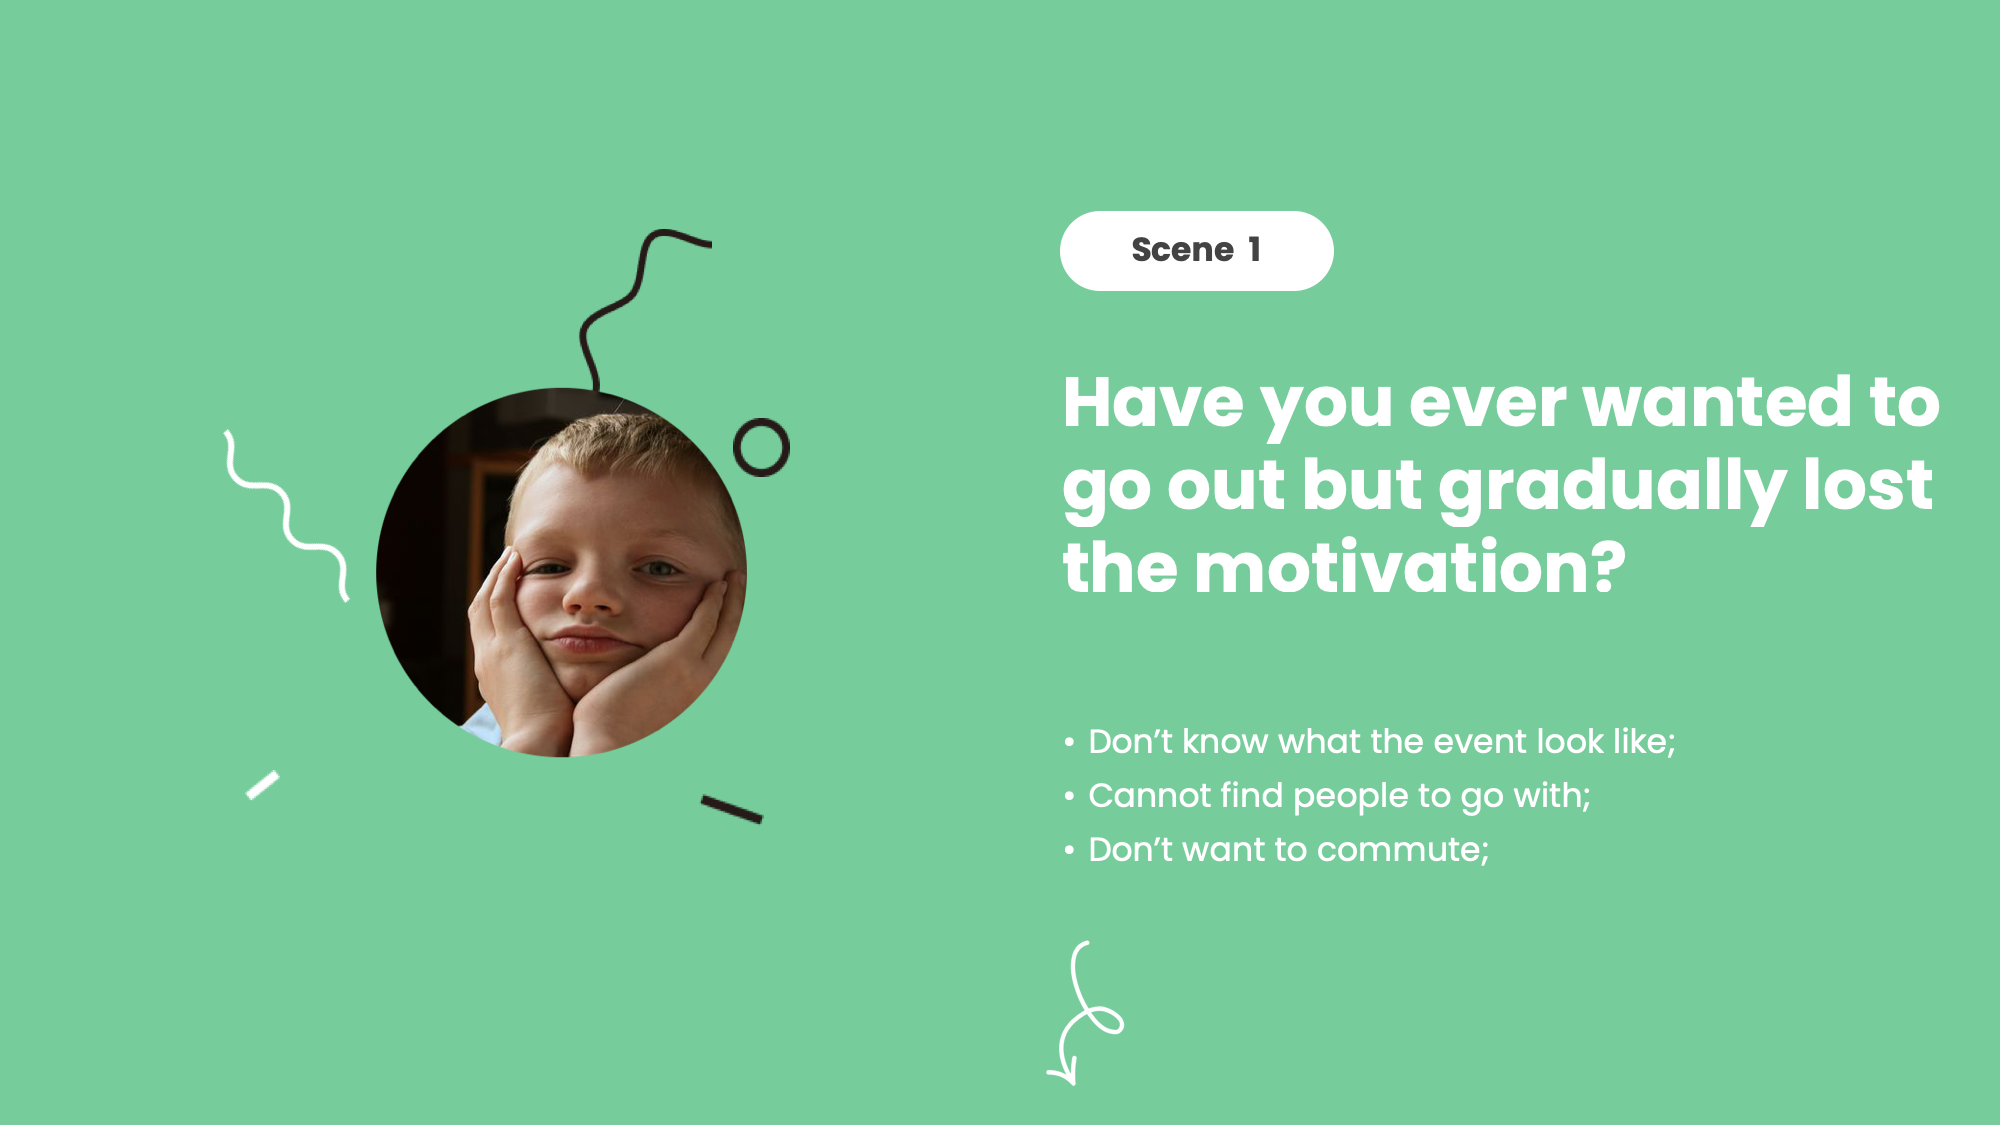 Scene 1
Have you ever wanted to
go out but gradually lost
the motivation?
• Don’t know what the event look like;
• Cannot find people to go with;
• Don’t want to commute;